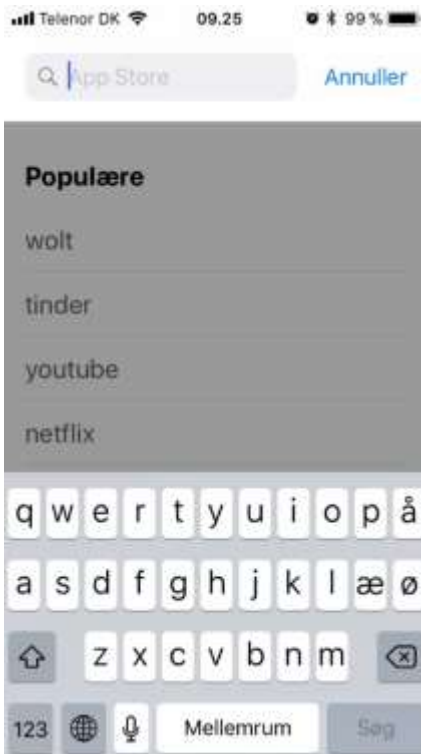 Telenor DK 09.25 99 %
App Store Annuller
Populære
wolt
tinder
youtube
netflix
q w e r t y u i o p å
a s d f g h j k l æ ø
z x c v b n m
123 Mellemrum Søg